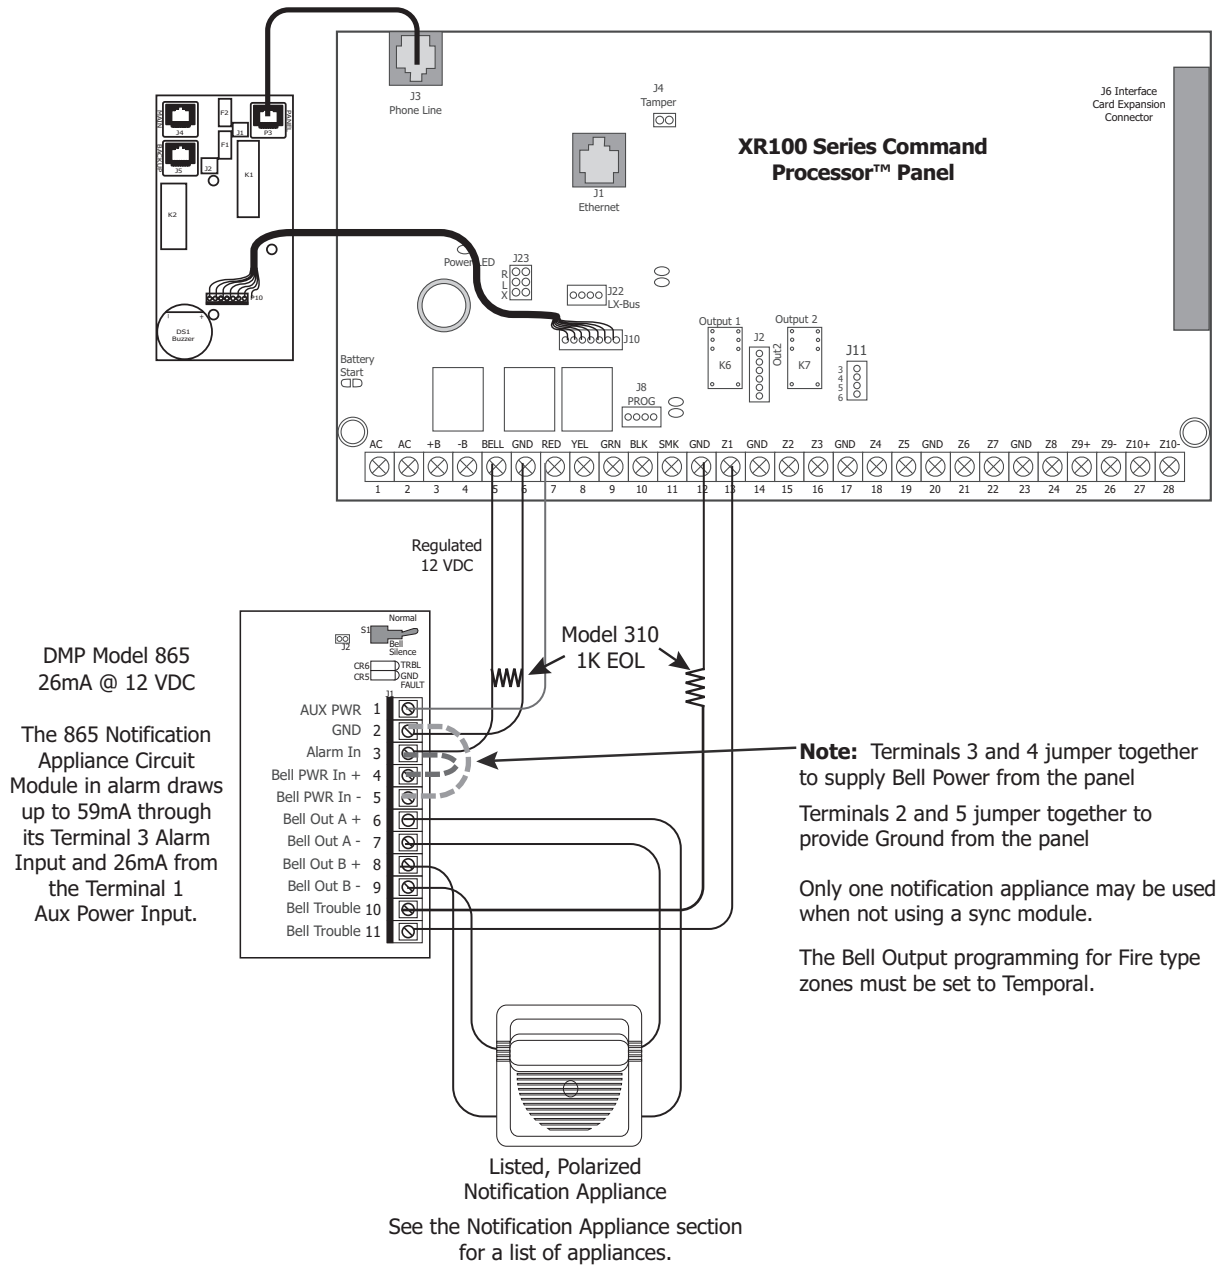 J3
Phone Line
J4
Tamper
J6 Interface
Card Expansion
Connector
XR100 Series Command
Processor™ Panel
J1
Ethernet
MAIN
J4
F2
J1
P3
PANEL
BACKUP
J5
F1
J2
K1
K2
P10
DS1
Buzzer
- +
Power LED
J23
R
L
X
J22
LX-Bus
J10
Output 1
K6
J2
Out2
Output 2
K7
J11
3
4
5
6
Battery
Start
J8
PROG
AC AC +B -B BELL GND RED YEL GRN BLK SMK GND Z1 GND Z2 Z3 GND Z4 Z5 GND Z6 Z7 GND Z8 Z9+ Z9- Z10+ Z10-
1 2 3 4 5 6 7 8 9 10 11 12 13 14 15 16 17 18 19 20 21 22 23 24 25 26 27 28
Regulated
12 VDC
Model 310
1K EOL
DMP Model 865
26mA @ 12 VDC
The 865 Notification
Appliance Circuit
Module in alarm draws
up to 59mA through
its Terminal 3 Alarm
Input and 26mA from
the Terminal 1
Aux Power Input.
Normal
S1
J2
Bell
Silence
CR6 TRBL
CR5 GND
FAULT
J1
AUX PWR 1
GND 2
Alarm In 3
Bell PWR In + 4
Bell PWR In - 5
Bell Out A + 6
Bell Out A - 7
Bell Out B + 8
Bell Out B - 9
Bell Trouble 10
Bell Trouble 11
Note: Terminals 3 and 4 jumper together
to supply Bell Power from the panel
Terminals 2 and 5 jumper together to
provide Ground from the panel
Only one notification appliance may be used
when not using a sync module.
The Bell Output programming for Fire type
zones must be set to Temporal.
Listed, Polarized
Notification Appliance
See the Notification Appliance section
for a list of appliances.